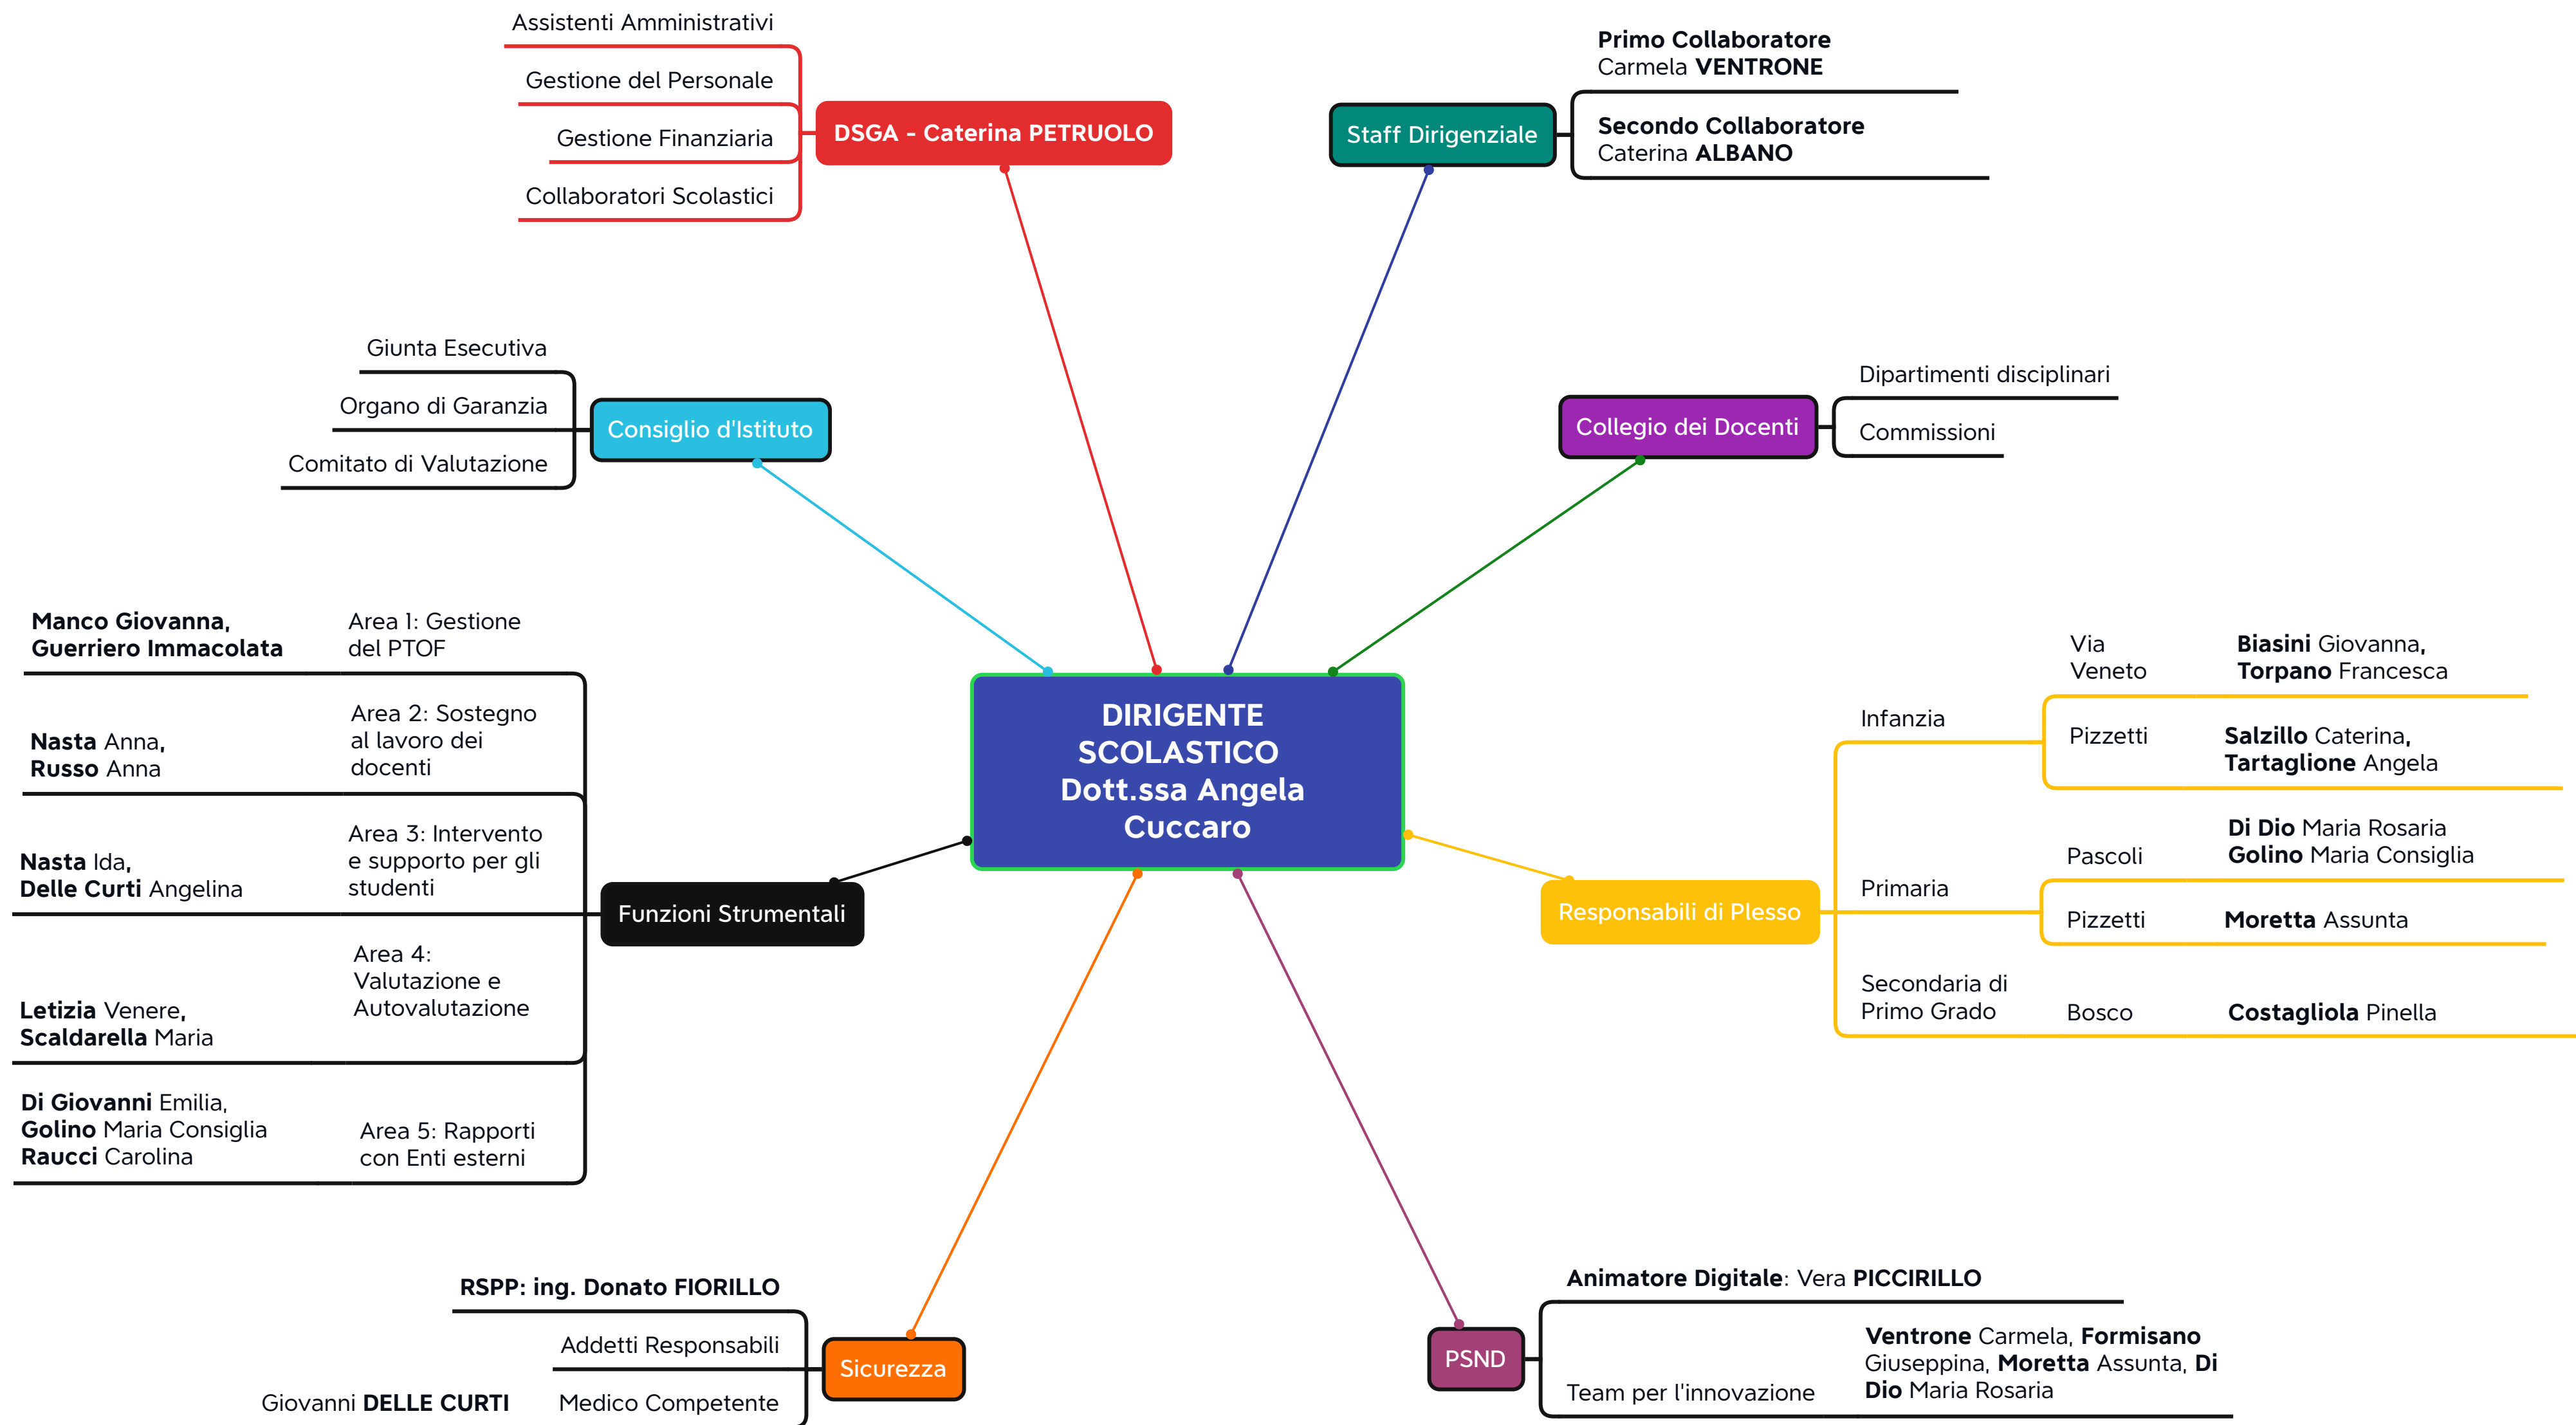 Assistenti Amministrativi
Gestione del Personale
Gestione Finanziaria
Collaboratori Scolastici
DSGA - Caterina PETRUOLO
Staff Dirigenziale
Primo Collaboratore
Carmela VENTRONE
Secondo Collaboratore
Caterina ALBANO
Giunta Esecutiva
Organo di Garanzia
Comitato di Valutazione
Consiglio d'Istituto
Collegio dei Docenti
Dipartimenti disciplinari
Commissioni
DIRIGENTE
SCOLASTICO
Dott.ssa Angela
Cuccaro
Manco Giovanna,
Guerriero Immacolata
Area 1: Gestione
del PTOF
Nasta Anna,
Russo Anna
Area 2: Sostegno
al lavoro dei
docenti
Nasta Ida,
Delle Curti Angelina
Area 3: Intervento
e supporto per gli
studenti
Letizia Venere,
Scaldarella Maria
Area 4:
Valutazione e
Autovalutazione
Di Giovanni Emilia,
Golino Maria Consiglia
Raucci Carolina
Area 5: Rapporti
con Enti esterni
Funzioni Strumentali
Responsabili di Plesso
Infanzia
Via
Veneto
Biasini Giovanna,
Torpano Francesca
Pizzetti
Salzillo Caterina,
Tartaglione Angela
Primaria
Pascoli
Di Dio Maria Rosaria
Golino Maria Consiglia
Pizzetti
Moretta Assunta
Secondaria di
Primo Grado
Bosco
Costagliola Pinella
RSPP: ing. Donato FIORILLO
Addetti Responsabili
Giovanni DELLE CURTI
Medico Competente
Sicurezza
PSND
Animatore Digitale: Vera PICCIRILLO
Team per l'innovazione
Ventrone Carmela, Formisano
Giuseppina, Moretta Assunta, Di
Dio Maria Rosaria